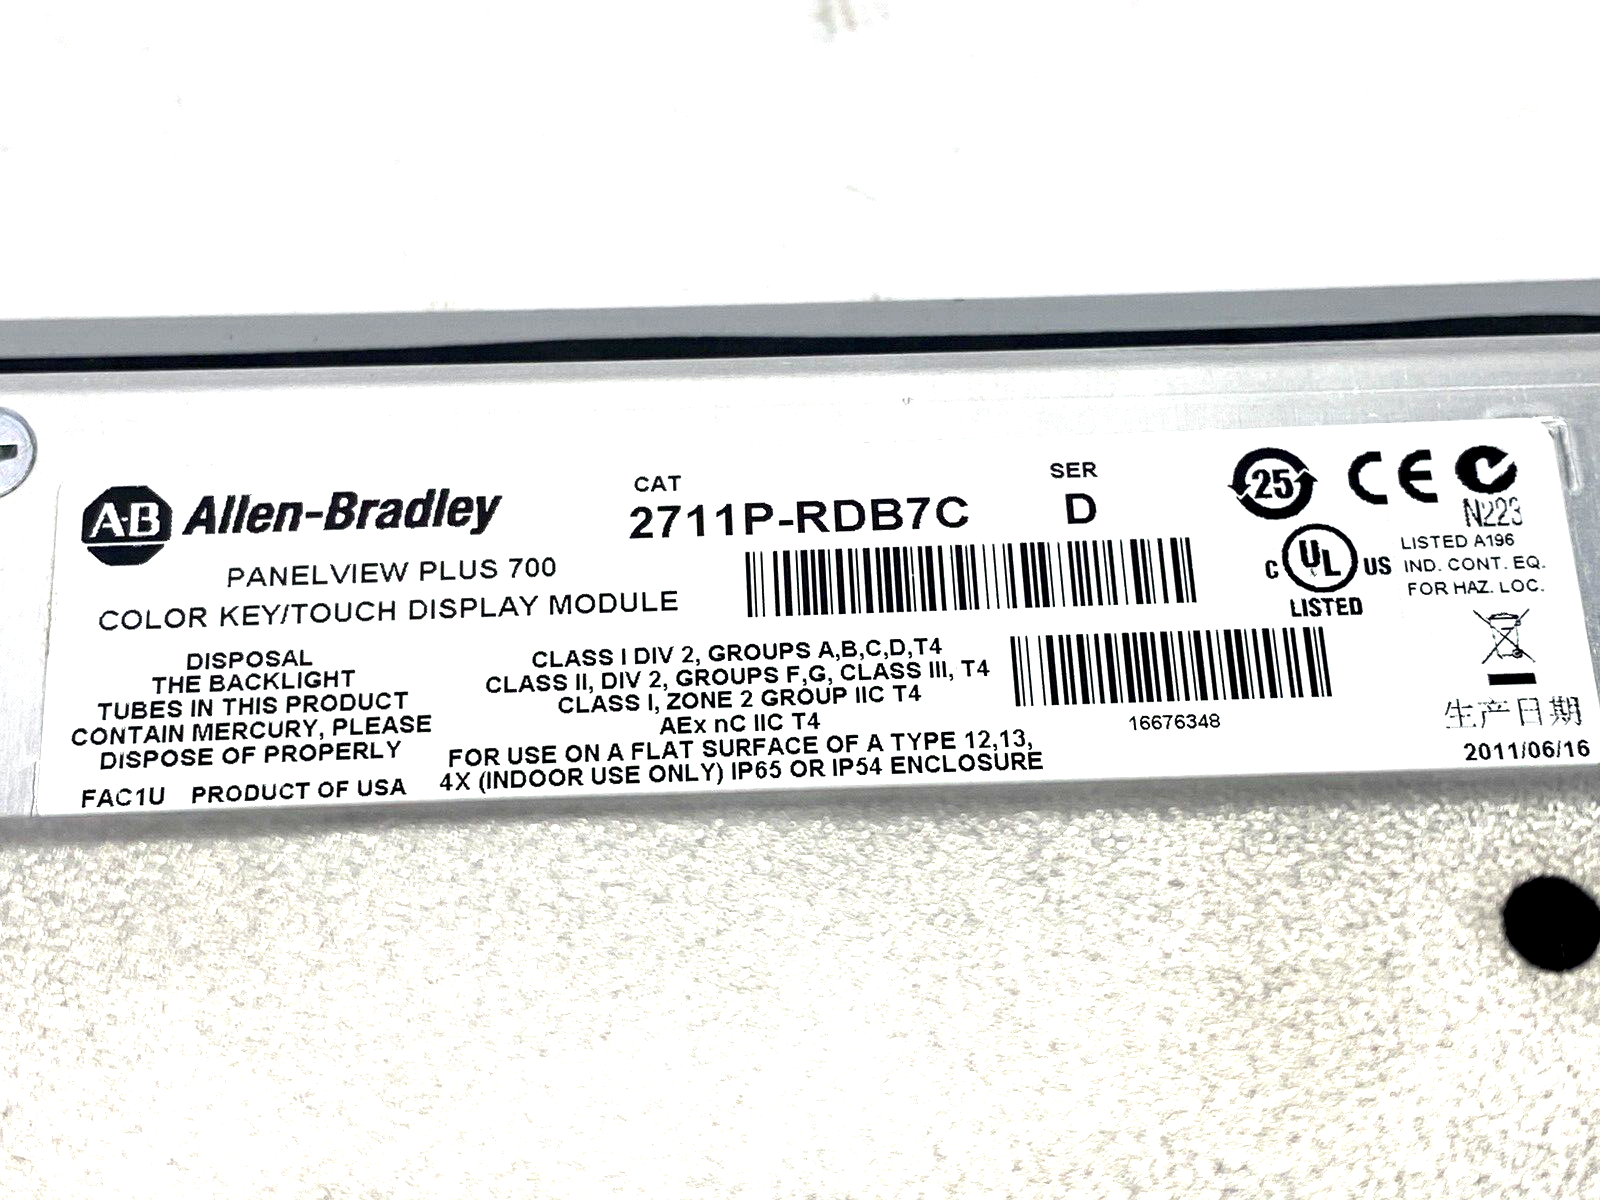 A-B Allen-Bradley
PANELVIEW PLUS 700
COLOR KEY/TOUCH DISPLAY MODULE
CAT
2711P-RDB7C
SER
D
25
CE
N223
C UL US
LISTED
LISTED A196
IND. CONT. EQ.
FOR HAZ. LOC.
DISPOSAL
THE BACKLIGHT
TUBES IN THIS PRODUCT
CONTAIN MERCURY, PLEASE
DISPOSE OF PROPERLY
FAC1U PRODUCT OF USA
CLASS I DIV 2, GROUPS A,B,C,D,T4
CLASS II, DIV 2, GROUPS F,G, CLASS III, T4
CLASS I, ZONE 2 GROUP IIC T4
AEx nC IIC T4
FOR USE ON A FLAT SURFACE OF A TYPE 12,13,
4X (INDOOR USE ONLY) IP65 OR IP54 ENCLOSURE
16676348
生产日期
2011/06/16